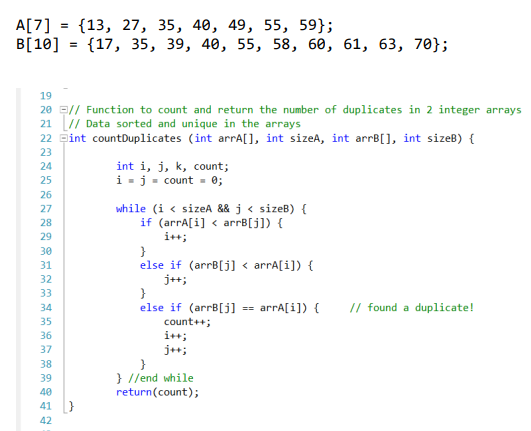 A[7] = {13, 27, 35, 40, 49, 55, 59};
B[10] = {17, 35, 39, 40, 55, 58, 60, 61, 63, 70};
19
20 // Function to count and return the number of duplicates in 2 integer arrays
21 // Data sorted and unique in the arrays
22 int countDuplicates (int arrA[], int sizeA, int arrB[], int sizeB) {
23
24 int i, j, k, count;
25 i = j = count = 0;
26
27 while (i < sizeA && j < sizeB) {
28 if (arrA[i] < arrB[j]) {
29 i++;
30 }
31 else if (arrB[j] < arrA[i]) {
32 j++;
33 }
34 else if (arrB[j] == arrA[i]) { // found a duplicate!
35 count++;
36 i++;
37 j++;
38 }
39 } //end while
40 return(count);
41 }
42